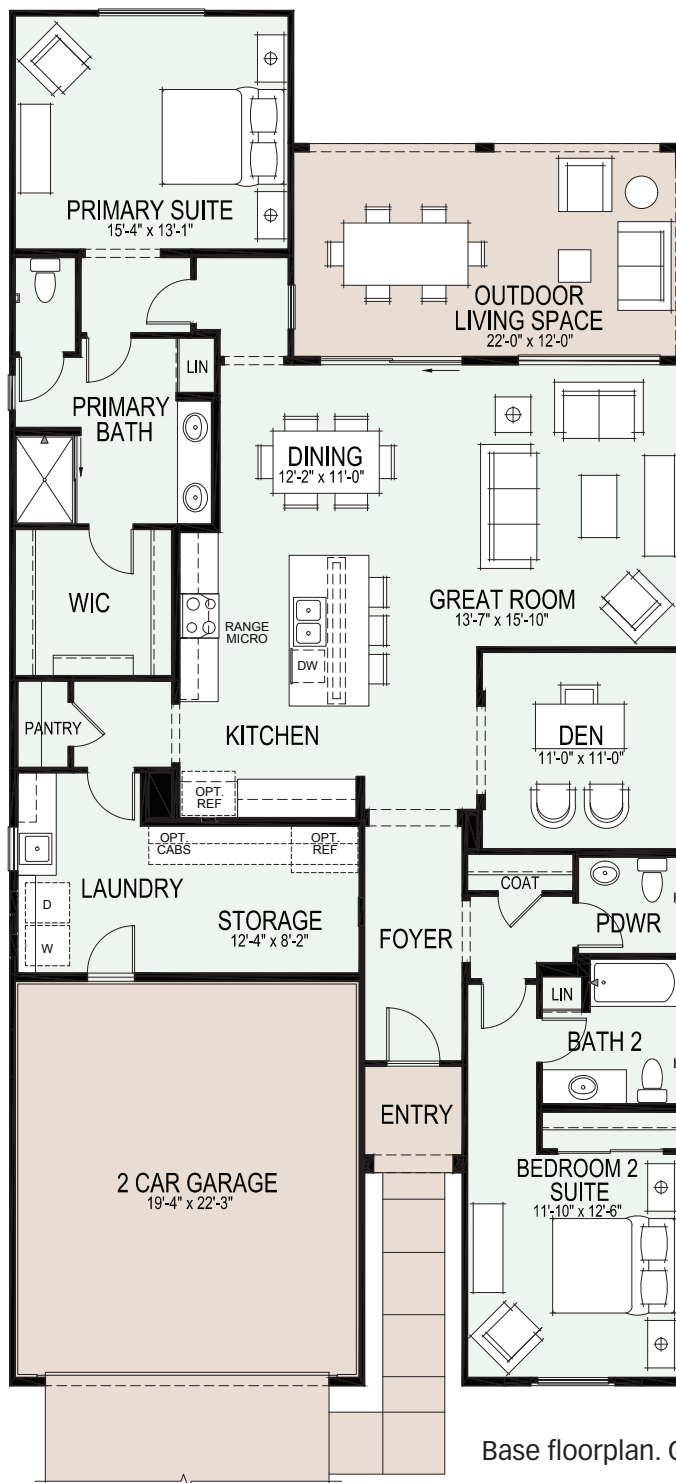 PRIMARY SUITE
15'-4" x 13'-1"
OUTDOOR
LIVING SPACE
22'-0" x 12'-0"
LIN
PRIMARY
BATH
DINING
12'-2" x 11'-0"
WIC
RANGE
MICRO
GREAT ROOM
13'-7" x 15'-10"
DW
PANTRY
KITCHEN
DEN
11'-0" x 11'-0"
OPT.
REF
OPT.
CABS
OPT.
REF
LAUNDRY
D
W
STORAGE
12'-4" x 8'-2"
FOYER
COAT
PDWR
LIN
BATH 2
ENTRY
2 CAR GARAGE
19'-4" x 22'-3"
BEDROOM 2
SUITE
11'-10" x 12'-6"
Base floorplan.